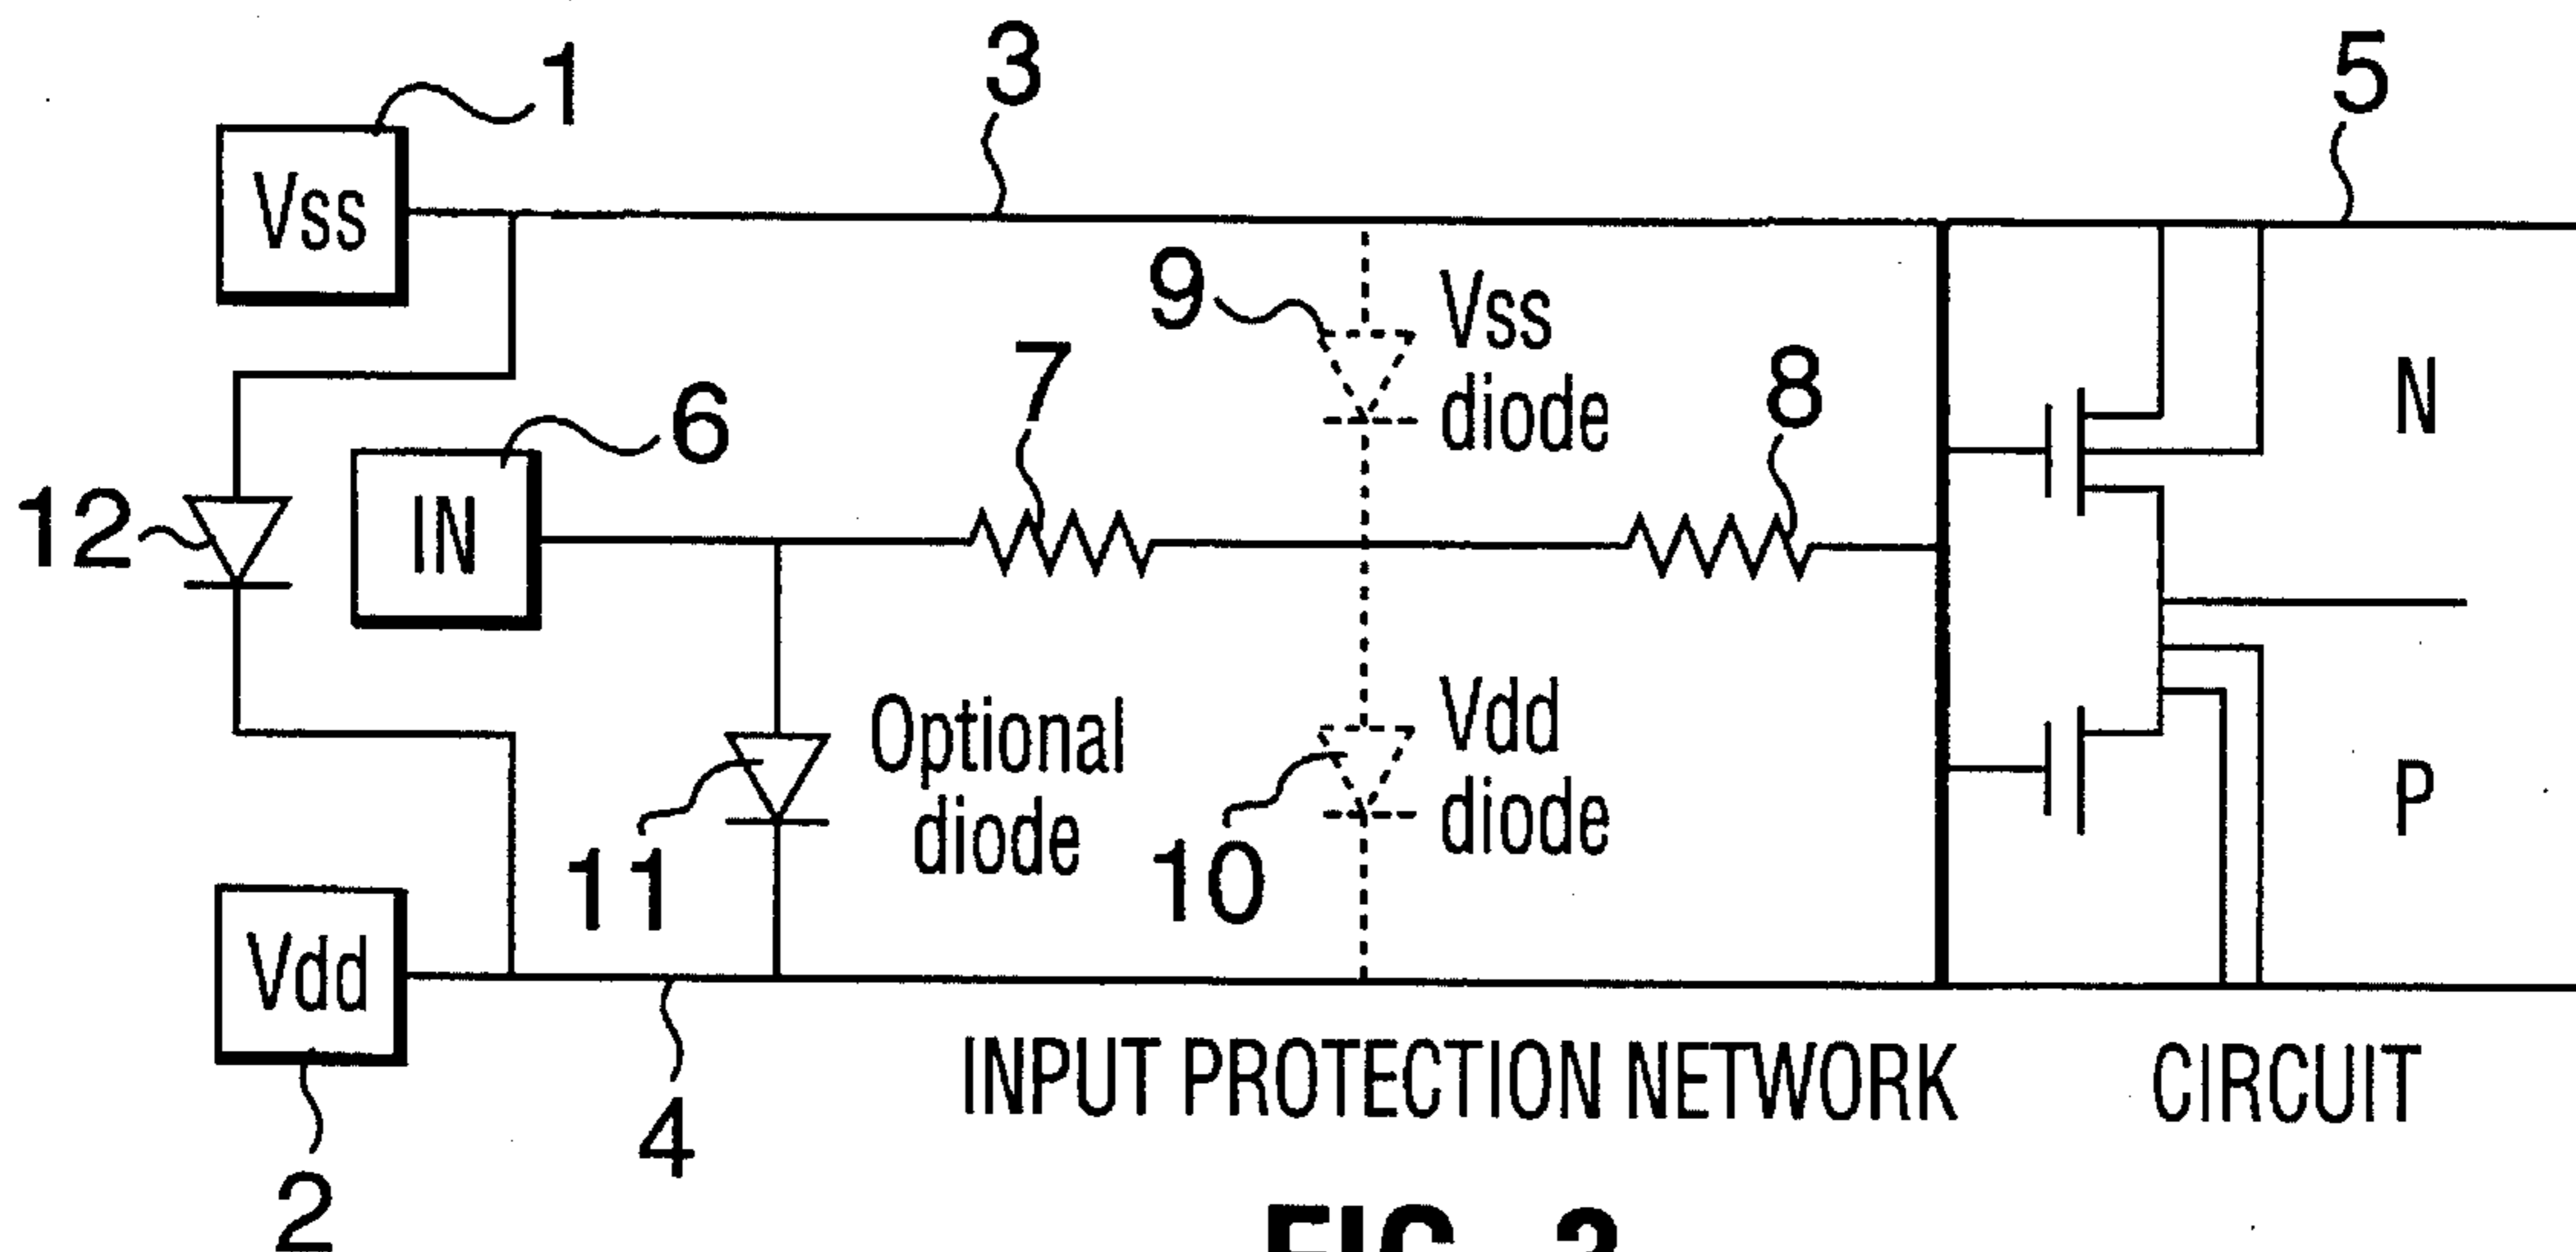 1
3
5
Vss
9
Vss
diode
7
8
N
6
12
IN
Optional
diode
Vdd
diode
P
11
10
Vdd
INPUT PROTECTION NETWORK
CIRCUIT
4
2